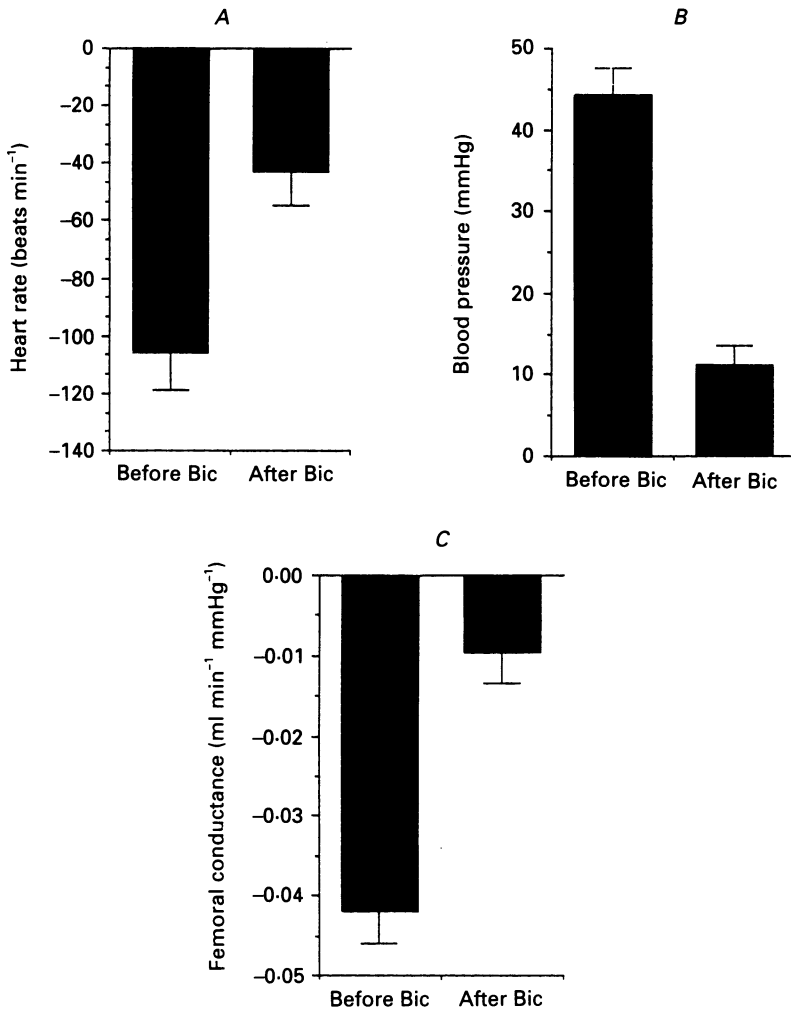 A
Heart rate (beats min⁻¹)
0
–20
–40
–60
–80
–100
–120
–140
Before Bic After Bic
B
Blood pressure (mmHg)
50
40
30
20
10
0
Before Bic After Bic
C
Femoral conductance (ml min⁻¹ mmHg⁻¹)
0·00
–0·01
–0·02
–0·03
–0·04
–0·05
Before Bic After Bic